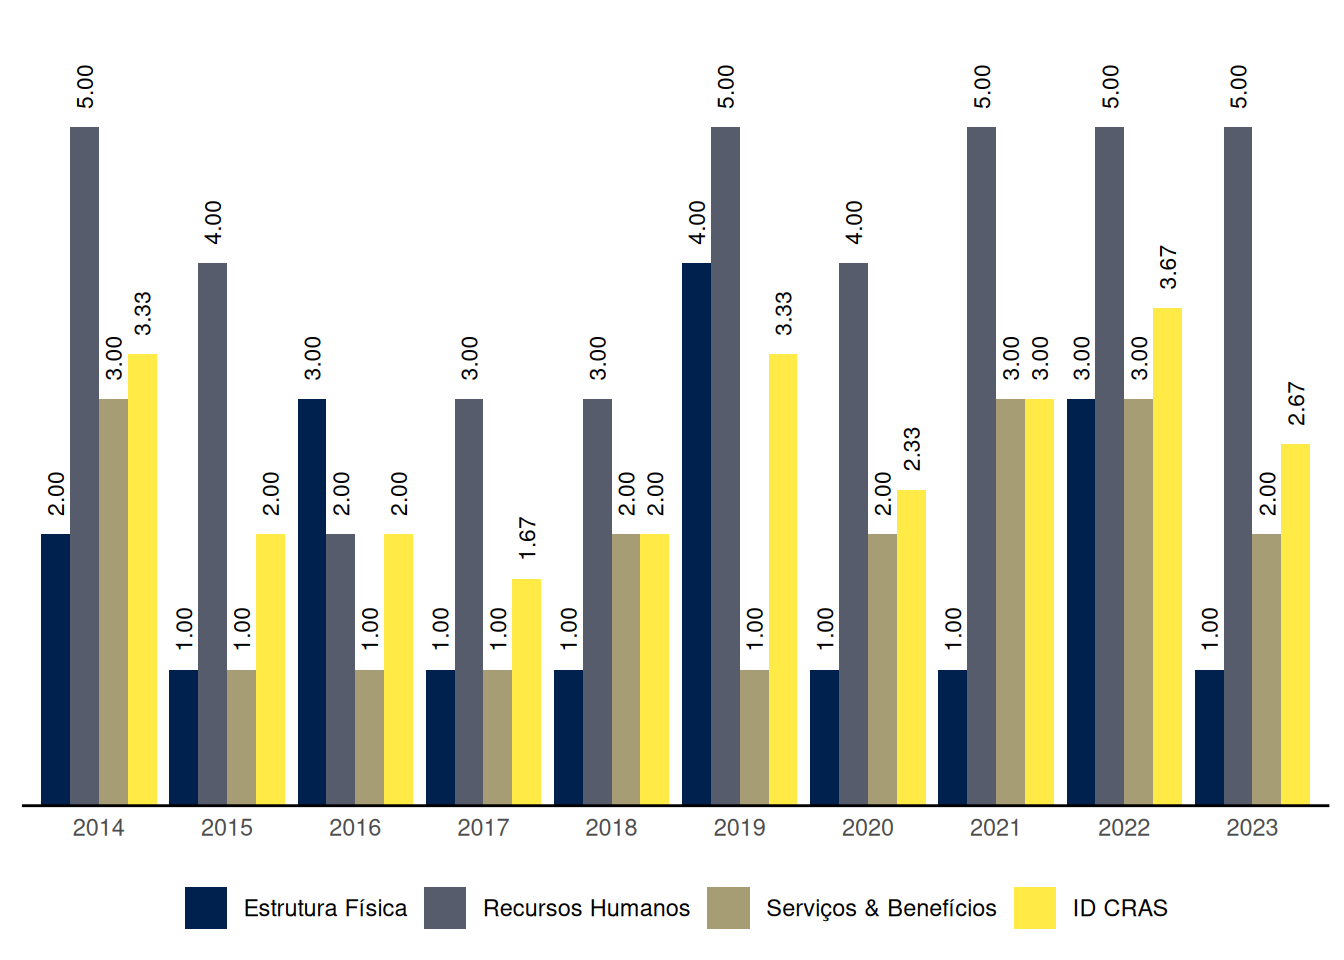 5.00 5.00 5.00 5.00 5.00
4.00 4.00 4.00
3.67
3.33 3.33
3.00 3.00 3.00 3.00 3.00 3.00 3.00 3.00
2.67
2.33
2.00 2.00 2.00 2.00 2.00 2.00 2.00 2.00
1.67
1.00 1.00 1.00 1.00 1.00 1.00 1.00 1.00 1.00 1.00
2014 2015 2016 2017 2018 2019 2020 2021 2022 2023
Estrutura Física Recursos Humanos Serviços & Benefícios ID CRAS